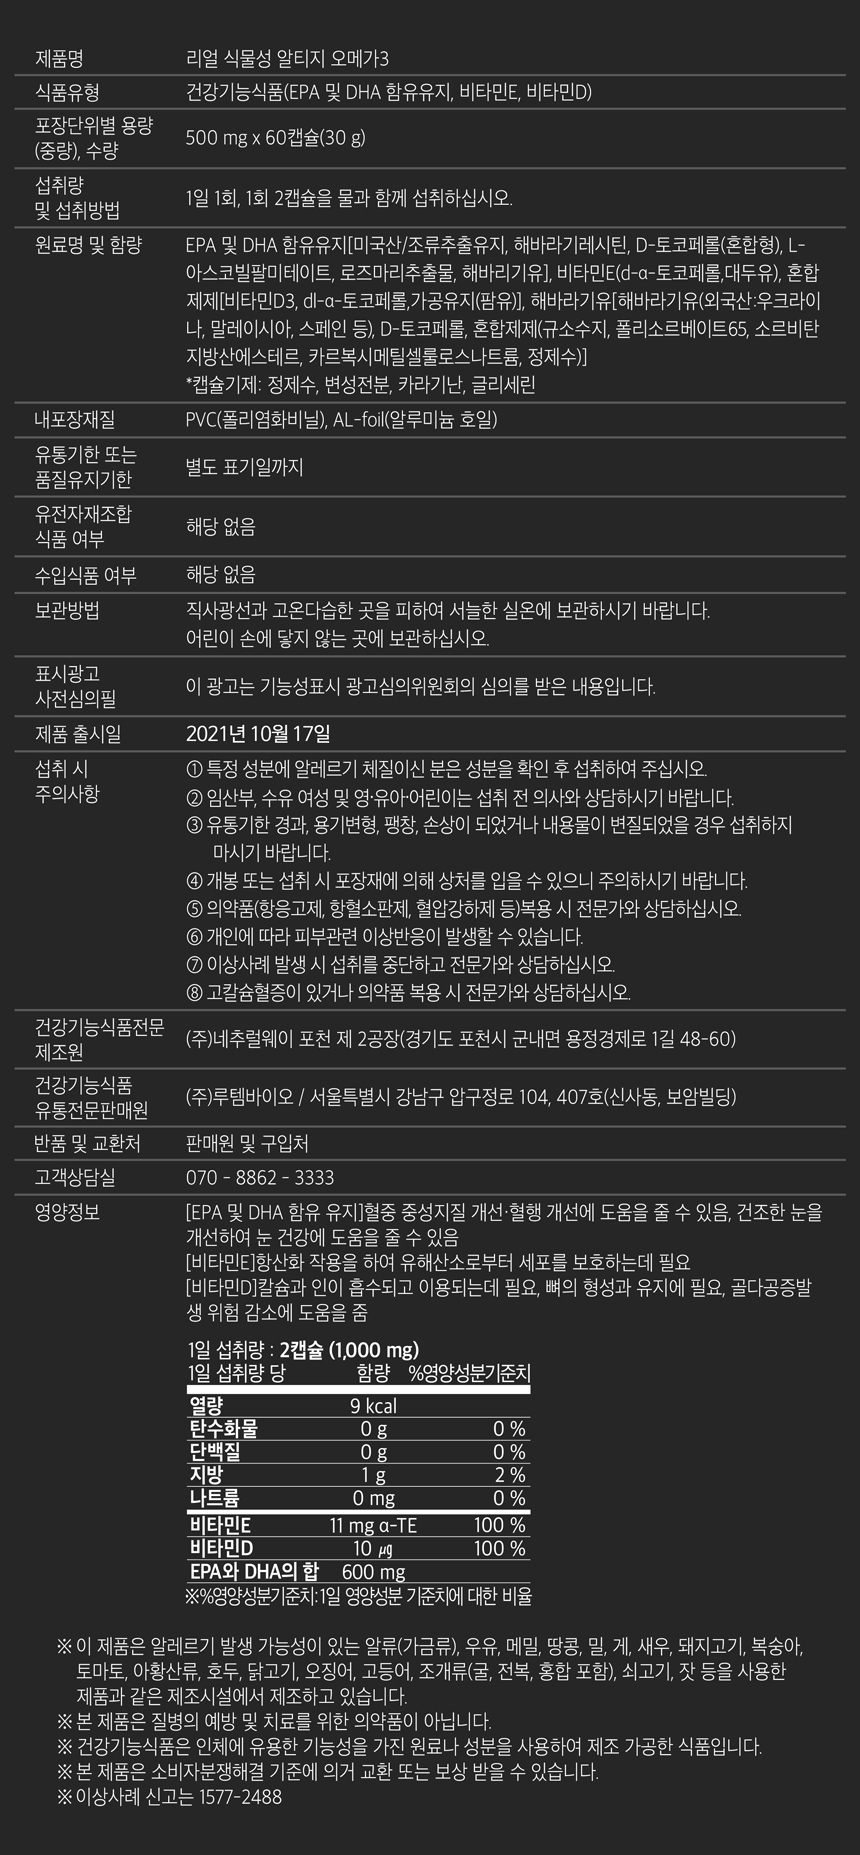 제품명 리얼 식물성 알티지 오메가3
식품유형 건강기능식품(EPA 및 DHA 함유유지, 비타민E, 비타민D)
포장단위별 용량
(중량), 수량
500 mg x 60캡슐(30 g)
섭취량
및 섭취방법
1일 1회, 1회 2캡슐을 물과 함께 섭취하십시오.
원료명 및 함량 EPA 및 DHA 함유유지[미국산/조류추출유지, 해바라기레시틴, D-토코페롤(혼합형), L-
아스코빌팔미테이트, 로즈마리추출물, 해바리기유], 비타민E(d-α-토코페롤,대두유), 혼합
제제[비타민D3, dl-α-토코페롤,가공유지(팜유)], 해바라기유[해바라기유(외국산:우크라이
나, 말레이시아, 스페인 등), D-토코페롤, 혼합제제(규소수지, 폴리소르베이트65, 소르비탄
지방산에스테르, 카르복시메틸셀룰로스나트륨, 정제수)]
*캡슐기제: 정제수, 변성전분, 카라기난, 글리세린
내포장재질 PVC(폴리염화비닐), AL-foil(알루미늄 호일)
유통기한 또는
품질유지기한
별도 표기일까지
유전자재조합
식품 여부
해당 없음
수입식품 여부 해당 없음
보관방법 직사광선과 고온다습한 곳을 피하여 서늘한 실온에 보관하시기 바랍니다.
어린이 손에 닿지 않는 곳에 보관하십시오.
표시광고
사전심의필
이 광고는 기능성표시 광고심의위원회의 심의를 받은 내용입니다.
제품 출시일 2021년 10월 17일
섭취 시
주의사항
① 특정 성분에 알레르기 체질이신 분은 성분을 확인 후 섭취하여 주십시오.
② 임산부, 수유 여성 및 영·유아·어린이는 섭취 전 의사와 상담하시기 바랍니다.
③ 유통기한 경과, 용기변형, 팽창, 손상이 되었거나 내용물이 변질되었을 경우 섭취하지
마시기 바랍니다.
④ 개봉 또는 섭취 시 포장재에 의해 상처를 입을 수 있으니 주의하시기 바랍니다.
⑤ 의약품(항응고제, 항혈소판제, 혈압강하제 등)복용 시 전문가와 상담하십시오.
⑥ 개인에 따라 피부관련 이상반응이 발생할 수 있습니다.
⑦ 이상사례 발생 시 섭취를 중단하고 전문가와 상담하십시오.
⑧ 고칼슘혈증이 있거나 의약품 복용 시 전문가와 상담하십시오.
건강기능식품전문
제조원
(주)네추럴웨이 포천 제 2공장(경기도 포천시 군내면 용정경제로 1길 48-60)
건강기능식품
유통전문판매원
(주)루템바이오 / 서울특별시 강남구 압구정로 104, 407호(신사동, 보암빌딩)
반품 및 교환처 판매원 및 구입처
고객상담실 070 - 8862 - 3333
영양정보 [EPA 및 DHA 함유 유지]혈중 중성지질 개선·혈행 개선에 도움을 줄 수 있음, 건조한 눈을
개선하여 눈 건강에 도움을 줄 수 있음
[비타민E]항산화 작용을 하여 유해산소로부터 세포를 보호하는데 필요
[비타민D]칼슘과 인이 흡수되고 이용되는데 필요, 뼈의 형성과 유지에 필요, 골다공증발
생 위험 감소에 도움을 줌
1일 섭취량 : 2캡슐 (1,000 mg)
1일 섭취량 당 함량 %영양성분기준치
열량 9 kcal
탄수화물 0 g 0 %
단백질 0 g 0 %
지방 1 g 2 %
나트륨 0 mg 0 %
비타민E 11 mg α-TE 100 %
비타민D 10 ㎍ 100 %
EPA와 DHA의 합 600 mg
※%영양성분기준치:1일 영양성분 기준치에 대한 비율
※ 이 제품은 알레르기 발생 가능성이 있는 알류(가금류), 우유, 메밀, 땅콩, 밀, 게, 새우, 돼지고기, 복숭아,
토마토, 아황산류, 호두, 닭고기, 오징어, 고등어, 조개류(굴, 전복, 홍합 포함), 쇠고기, 잣 등을 사용한
제품과 같은 제조시설에서 제조하고 있습니다.
※ 본 제품은 질병의 예방 및 치료를 위한 의약품이 아닙니다.
※ 건강기능식품은 인체에 유용한 기능성을 가진 원료나 성분을 사용하여 제조 가공한 식품입니다.
※ 본 제품은 소비자분쟁해결 기준에 의거 교환 또는 보상 받을 수 있습니다.
※ 이상사례 신고는 1577-2488